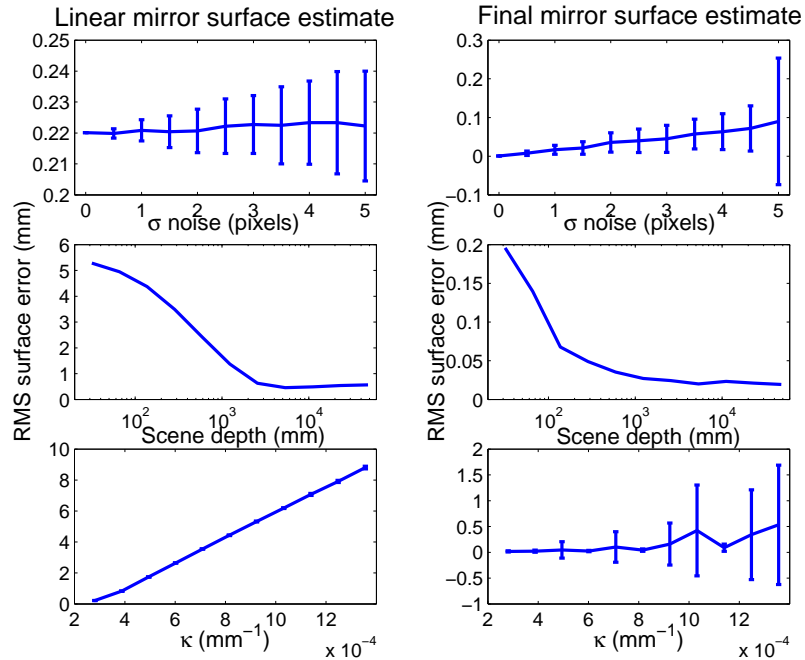 Linear mirror surface estimate
0.25
0.24
0.23
0.22
0.21
0.2
0 1 2 3 4 5
σ noise (pixels)
6
5
4
3
2
1
0
10^2 10^3 10^4
Scene depth (mm)
RMS surface error (mm)
10
8
6
4
2
0
2 4 6 8 10 12
κ (mm^-1)
x 10^-4
Final mirror surface estimate
0.3
0.2
0.1
0
−0.1
0 1 2 3 4 5
σ noise (pixels)
0.2
0.15
0.1
0.05
0
10^2 10^3 10^4
Scene depth (mm)
RMS surface error (mm)
2
1.5
1
0.5
0
−0.5
−1
2 4 6 8 10 12
κ (mm^-1)
x 10^-4